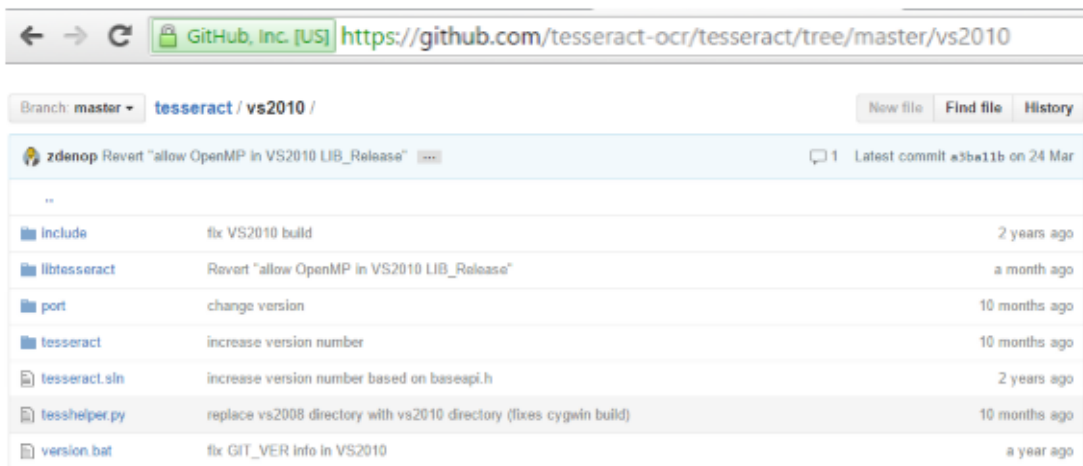 GitHub, Inc. [US] https://github.com/tesseract-ocr/tesseract/tree/master/vs2010
Branch: master tesseract / vs2010 / New file Find file History
zdenop Revert "allow OpenMP in VS2010 LIB_Release" ... 1 Latest commit a3ba11b on 24 Mar
..
include fix VS2010 build 2 years ago
libtesseract Revert "allow OpenMP in VS2010 LIB_Release" a month ago
port change version 10 months ago
tesseract increase version number 10 months ago
tesseract.sln increase version number based on baseapi.h 2 years ago
tesshelper.py replace vs2008 directory with vs2010 directory (fixes cygwin build) 10 months ago
version.bat fix GIT_VER info in VS2010 a year ago